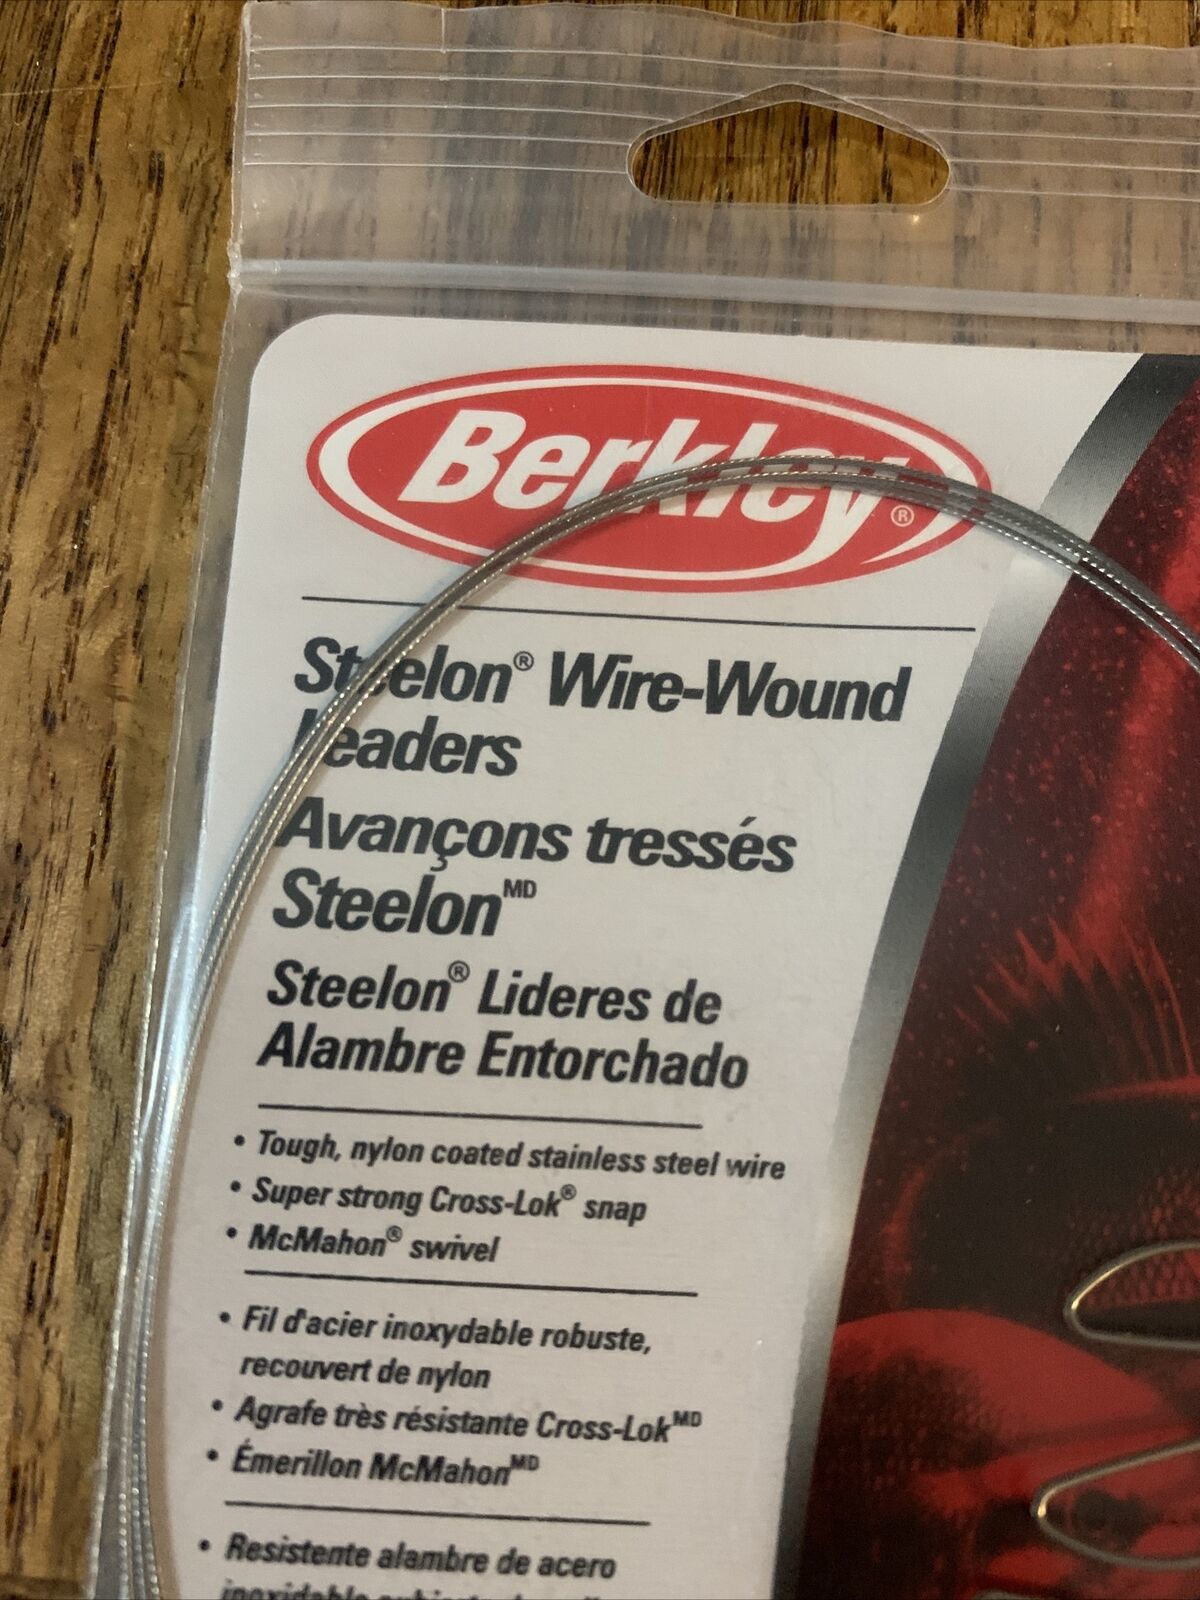 Berkley®
Steelon® Wire-Wound
Leaders
Avançons tressés
Steelon MD
Steelon® Lideres de
Alambre Entorchado
• Tough, nylon coated stainless steel wire
• Super strong Cross-Lok® snap
• McMahon® swivel
• Fil d'acier inoxydable robuste,
recouvert de nylon
• Agrafe très résistante Cross-Lok MD
• Émerillon McMahon MD
• Resistente alambre de acero
inoxidable